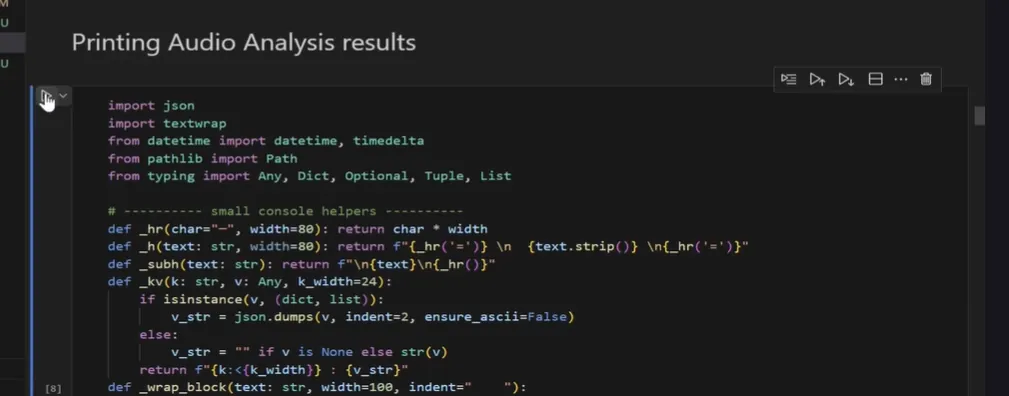 M
U
U
Printing Audio Analysis results
import json
import textwrap
from datetime import datetime, timedelta
from pathlib import Path
from typing import Any, Dict, Optional, Tuple, List
# ---------- small console helpers ----------
def _hr(char="—", width=80): return char * width
def _h(text: str, width=80): return f"{_hr('=')} \n  {text.strip()} \n{_hr('=')}"
def _subh(text: str): return f"\n{text}\n{_hr()}"
def _kv(k: str, v: Any, k_width=24):
    if isinstance(v, (dict, list)):
        v_str = json.dumps(v, indent=2, ensure_ascii=False)
    else:
        v_str = "" if v is None else str(v)
    return f"{k:<{k_width}} : {v_str}"
[8] def _wrap_block(text: str, width=100, indent="    "):